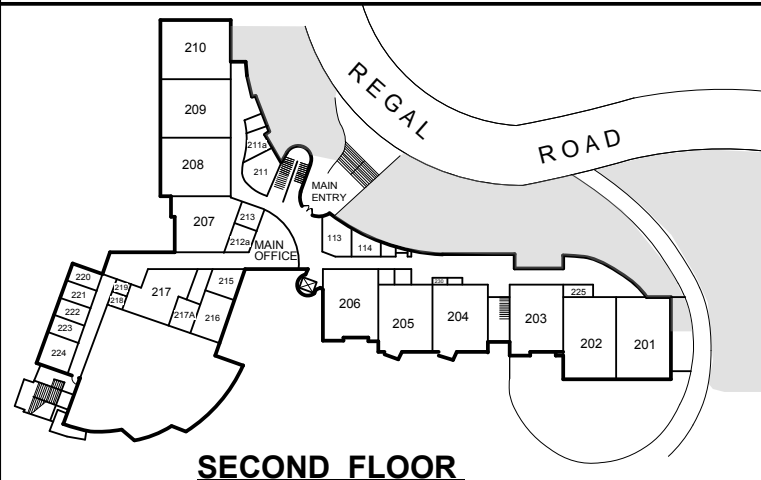 210
REGAL
209
ROAD
211a
208
211
MAIN
ENTRY
207
213
212a
MAIN
OFFICE
113
114
220
219
221
218
222
223
224
217
215
217A
216
206
205
230
204
225
203
202
201
SECOND FLOOR